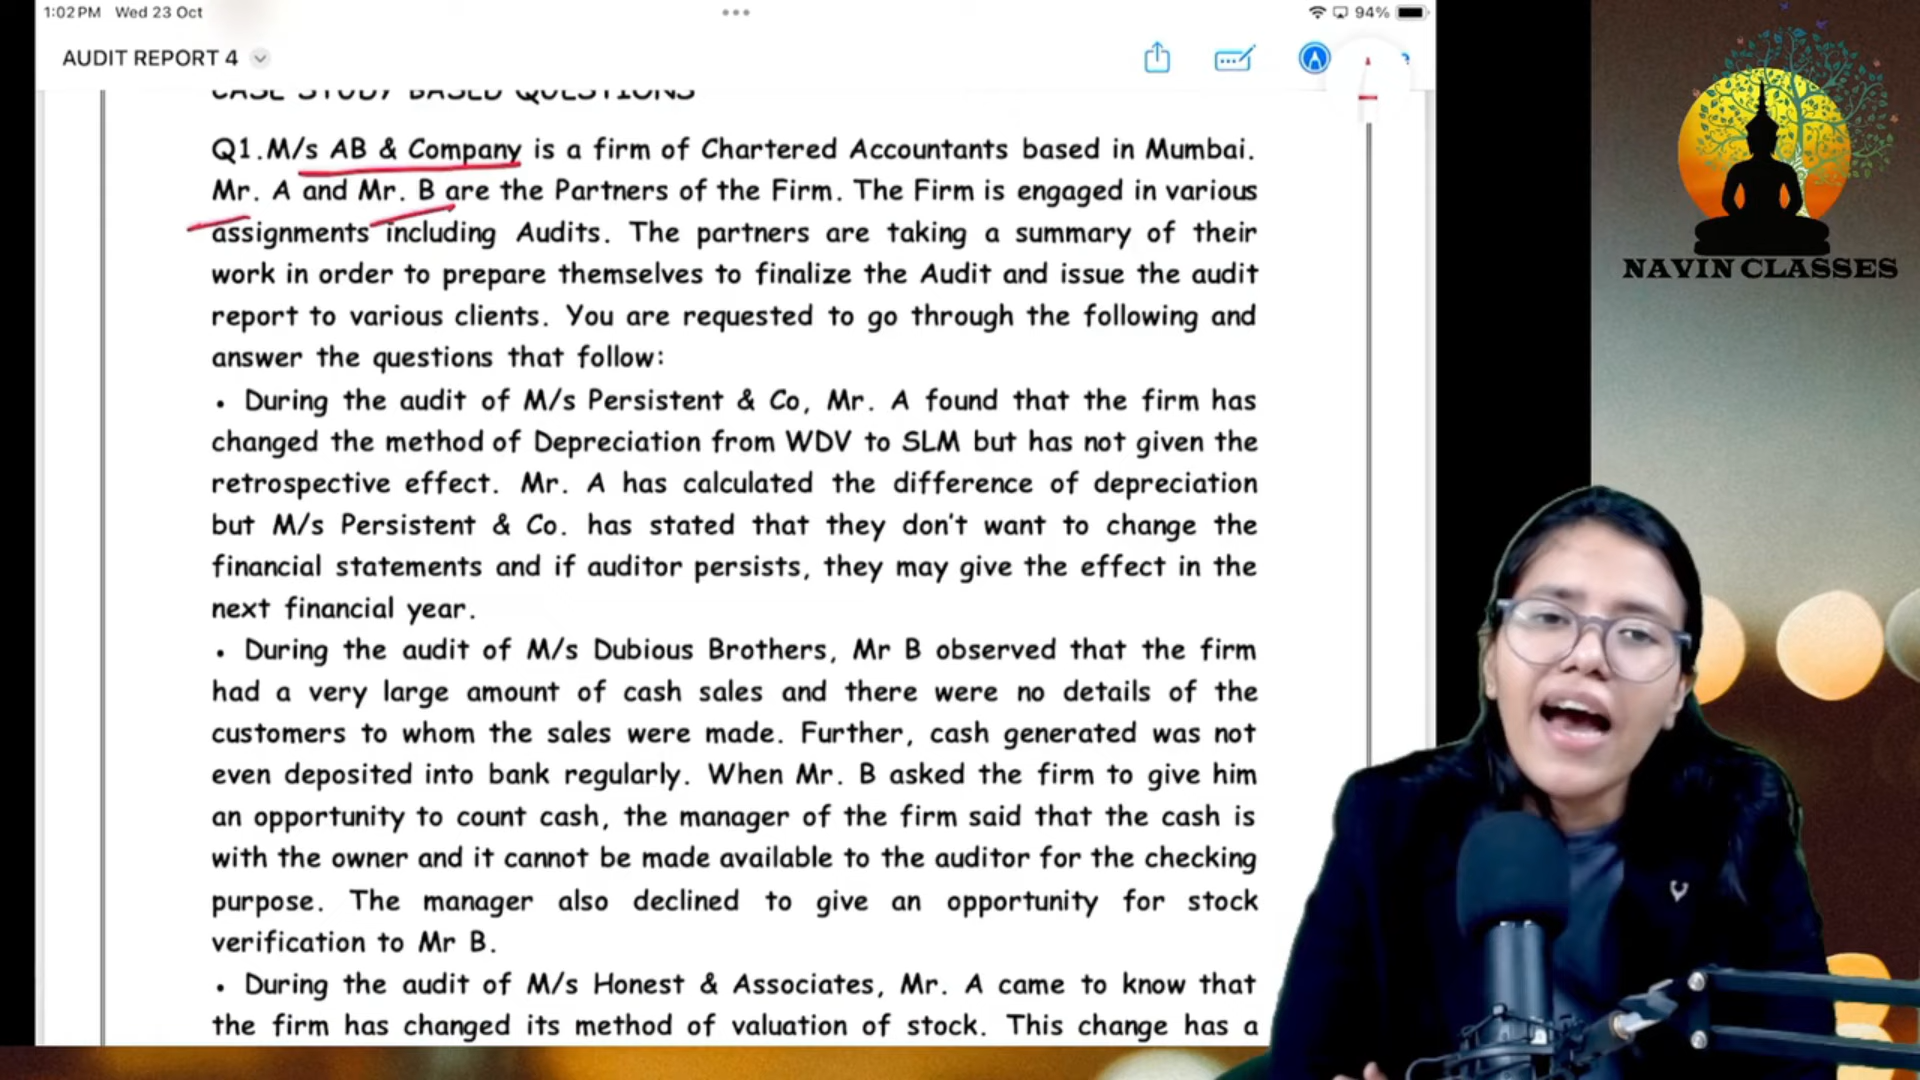 1:02 PM Wed 23 Oct
94%
AUDIT REPORT 4
CASE STUDY BASED QUESTIONS
Q1.M/s AB & Company is a firm of Chartered Accountants based in Mumbai.
Mr. A and Mr. B are the Partners of the Firm. The Firm is engaged in various
assignments including Audits. The partners are taking a summary of their
work in order to prepare themselves to finalize the Audit and issue the audit
report to various clients. You are requested to go through the following and
answer the questions that follow:
• During the audit of M/s Persistent & Co, Mr. A found that the firm has
changed the method of Depreciation from WDV to SLM but has not given the
retrospective effect. Mr. A has calculated the difference of depreciation
but M/s Persistent & Co. has stated that they don't want to change the
financial statements and if auditor persists, they may give the effect in the
next financial year.
• During the audit of M/s Dubious Brothers, Mr B observed that the firm
had a very large amount of cash sales and there were no details of the
customers to whom the sales were made. Further, cash generated was not
even deposited into bank regularly. When Mr. B asked the firm to give him
an opportunity to count cash, the manager of the firm said that the cash is
with the owner and it cannot be made available to the auditor for the checking
purpose. The manager also declined to give an opportunity for stock
verification to Mr B.
• During the audit of M/s Honest & Associates, Mr. A came to know that
the firm has changed its method of valuation of stock. This change has a
NAVIN CLASSES